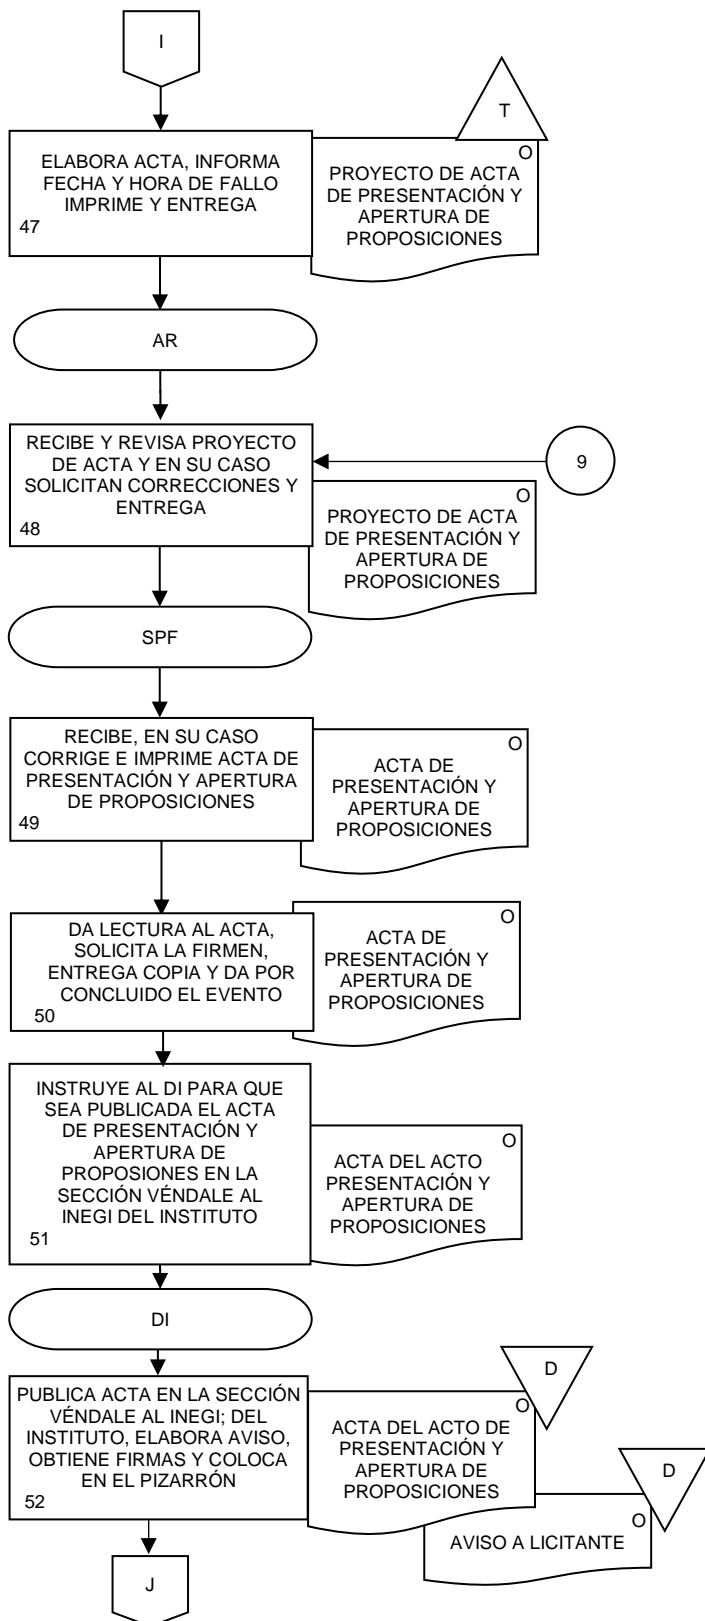 I
T
ELABORA ACTA, INFORMA
FECHA Y HORA DE FALLO
IMPRIME Y ENTREGA
47
O
PROYECTO DE ACTA
DE PRESENTACIÓN Y
APERTURA DE
PROPOSICIONES
AR
RECIBE Y REVISA PROYECTO
DE ACTA Y EN SU CASO
SOLICITAN CORRECCIONES Y
ENTREGA
48
9
O
PROYECTO DE ACTA
DE PRESENTACIÓN Y
APERTURA DE
PROPOSICIONES
SPF
RECIBE, EN SU CASO
CORRIGE E IMPRIME ACTA DE
PRESENTACIÓN Y APERTURA
DE PROPOSICIONES
49
O
ACTA DE
PRESENTACIÓN Y
APERTURA DE
PROPOSICIONES
DA LECTURA AL ACTA,
SOLICITA LA FIRMEN,
ENTREGA COPIA Y DA POR
CONCLUIDO EL EVENTO
50
O
ACTA DE
PRESENTACIÓN Y
APERTURA DE
PROPOSICIONES
INSTRUYE AL DI PARA QUE
SEA PUBLICADA EL ACTA
DE PRESENTACIÓN Y
APERTURA DE
PROPOSIONES EN LA
SECCIÓN VÉNDALE AL
INEGI DEL INSTITUTO
51
O
ACTA DEL ACTO
PRESENTACIÓN Y
APERTURA DE
PROPOSICIONES
DI
PUBLICA ACTA EN LA SECCIÓN
VÉNDALE AL INEGI; DEL
INSTITUTO, ELABORA AVISO,
OBTIENE FIRMAS Y COLOCA
EN EL PIZARRÓN
52
D
O
ACTA DEL ACTO DE
PRESENTACIÓN Y
APERTURA DE
PROPOSICIONES
D
O
AVISO A LICITANTE
J